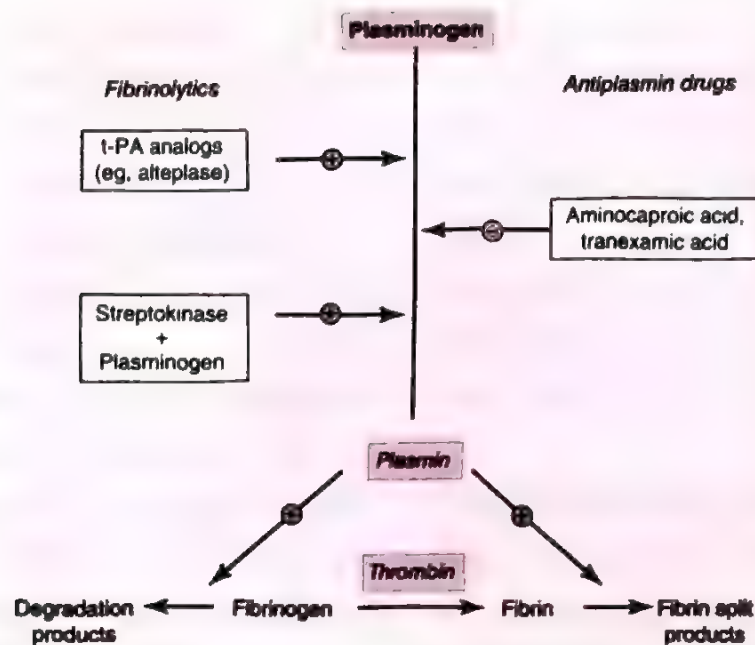 Plasminogen
Fibrinolytics
Antiplasmin drugs
t-PA analogs
(eg, alteplase)
+
Aminocaproic acid,
tranexamic acid
−
Streptokinase
+
Plasminogen
+
Plasmin
+
+
Thrombin
Degradation
products
Fibrinogen
Fibrin
Fibrin split
products